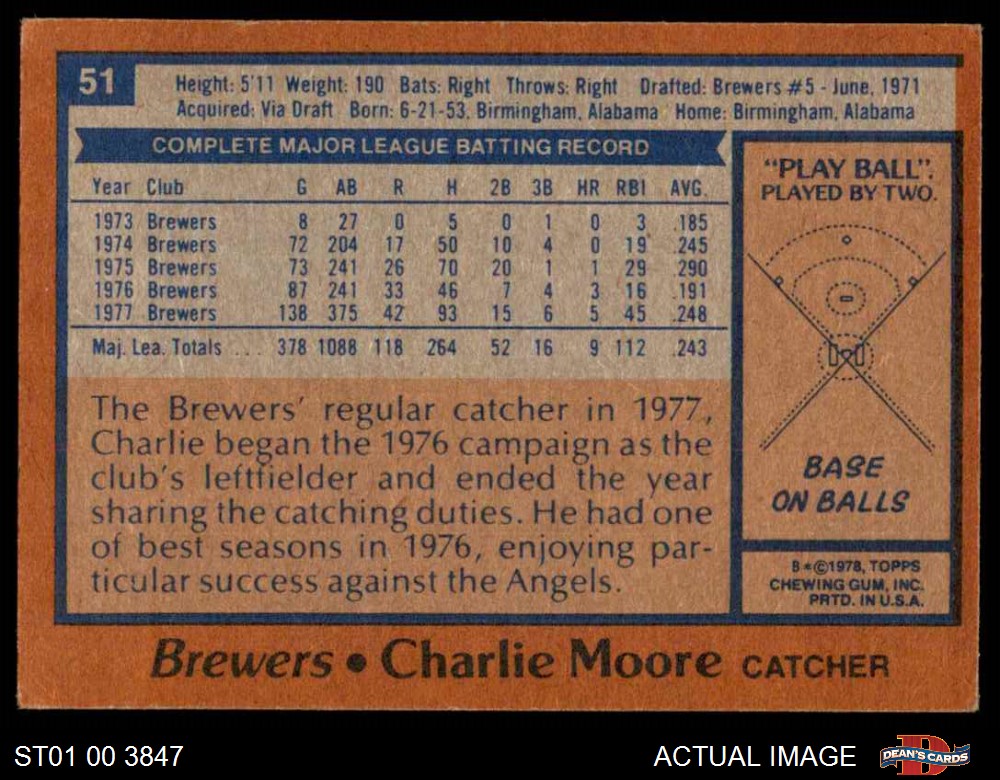 51
Height: 5'11 Weight: 190 Bats: Right Throws: Right Drafted: Brewers #5 - June, 1971
Acquired: Via Draft Born: 6-21-53, Birmingham, Alabama Home: Birmingham, Alabama
COMPLETE MAJOR LEAGUE BATTING RECORD
Year Club G AB R H 2B 3B HR RBI AVG.
1973 Brewers 8 27 0 5 0 1 0 3 .185
1974 Brewers 72 204 17 50 10 4 0 19 .245
1975 Brewers 73 241 26 70 20 1 1 29 .290
1976 Brewers 87 241 33 46 7 4 3 16 .191
1977 Brewers 138 375 42 93 15 6 5 45 .248
Maj. Lea. Totals ... 378 1088 118 264 52 16 9 112 .243
The Brewers' regular catcher in 1977,
Charlie began the 1976 campaign as the
club's leftfielder and ended the year
sharing the catching duties. He had one
of best seasons in 1976, enjoying par-
ticular success against the Angels.
"PLAY BALL".
PLAYED BY TWO.
BASE
ON BALLS
B*©1978, TOPPS
CHEWING GUM, INC.
PRTD. IN U.S.A.
Brewers • Charlie Moore CATCHER
ST01 00 3847
ACTUAL IMAGE
D
DEAN'S CARDS